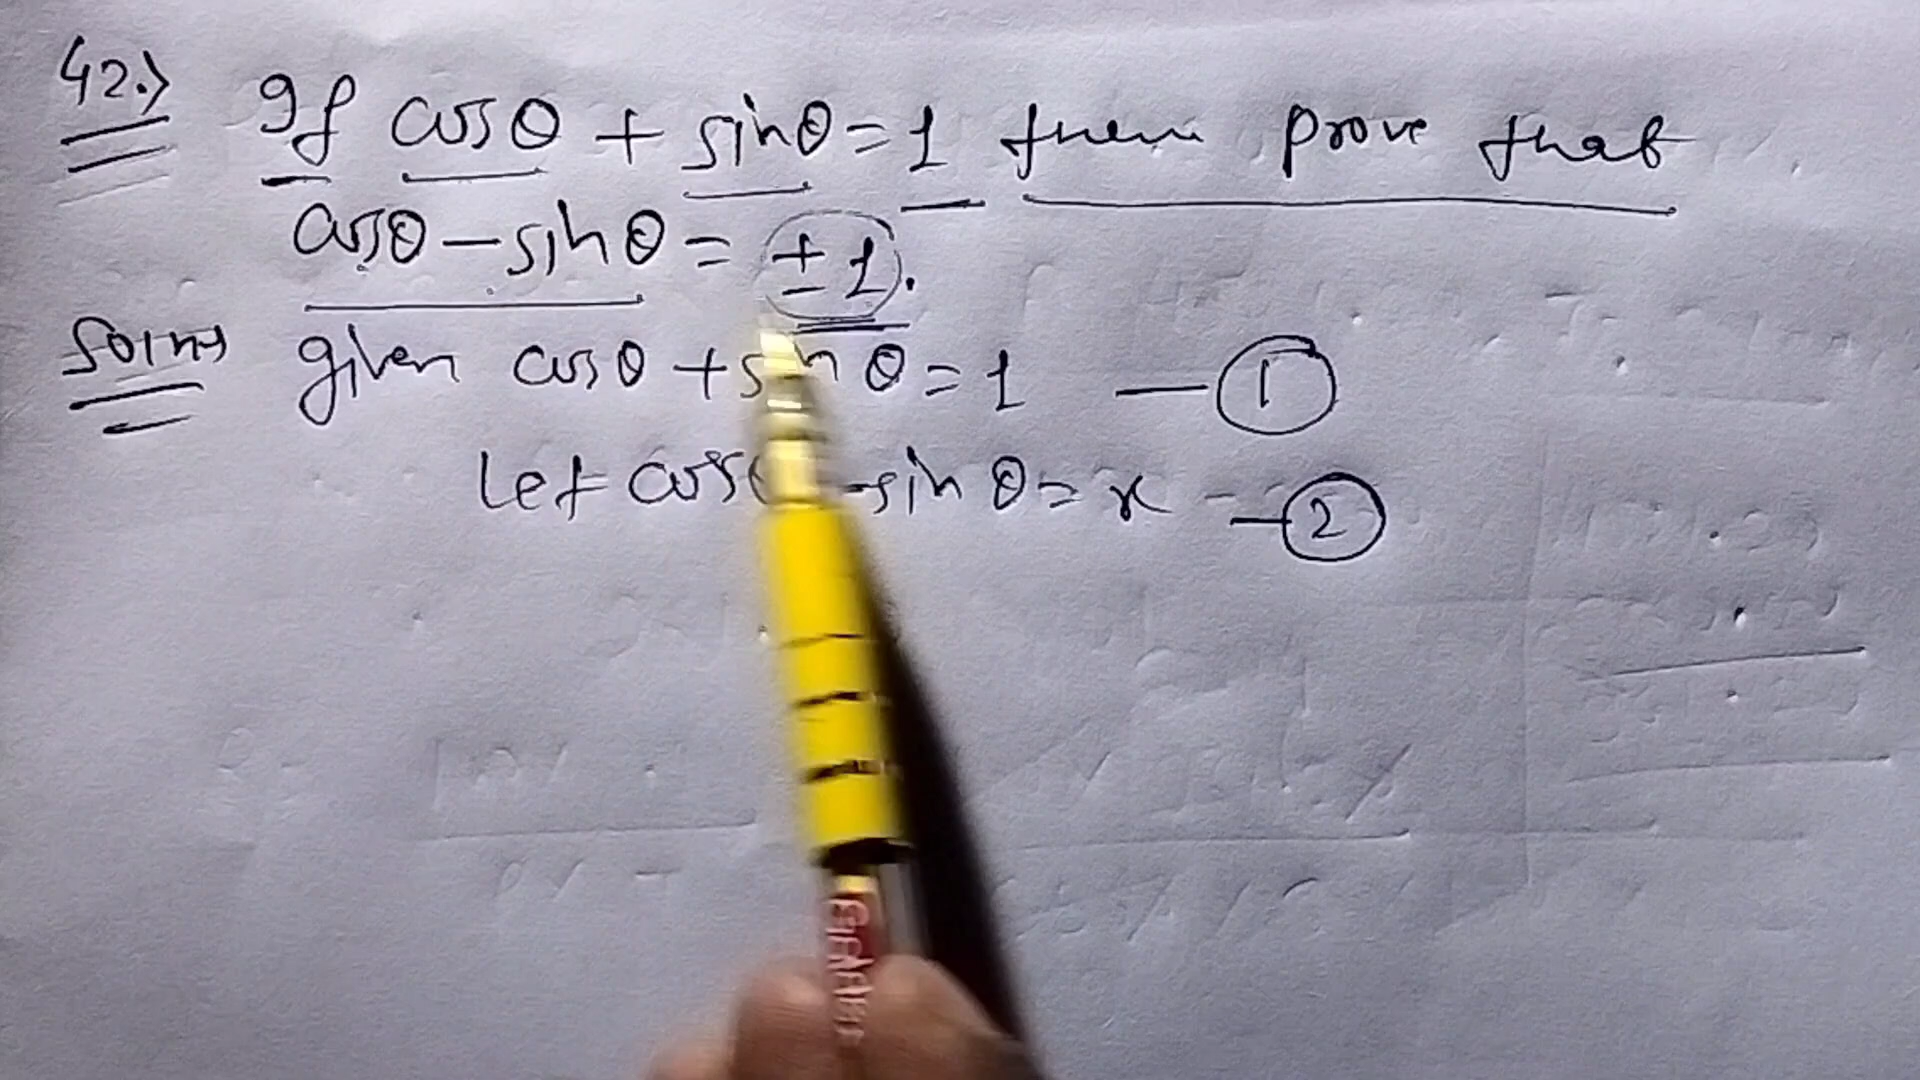 42.) If cosθ + sinθ = 1 then prove that
cosθ - sinθ = ± 1.
Soln given cosθ + sinθ = 1 — ①
Let cosθ - sinθ = x — ②